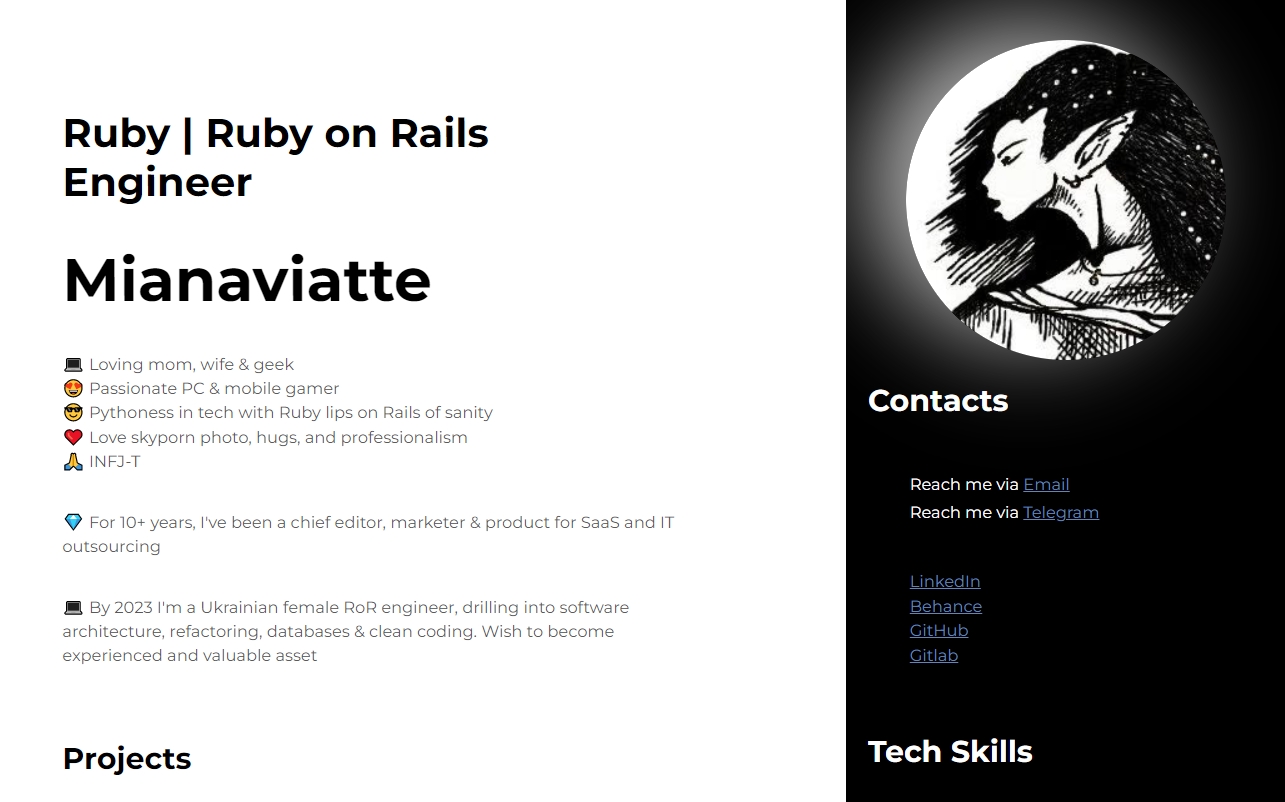 Ruby | Ruby on Rails
Engineer
Mianaviatte
💻 Loving mom, wife & geek
😍 Passionate PC & mobile gamer
😎 Pythoness in tech with Ruby lips on Rails of sanity
❤️ Love skyporn photo, hugs, and professionalism
🙏 INFJ-T
💎 For 10+ years, I've been a chief editor, marketer & product for SaaS and IT
outsourcing
💻 By 2023 I'm a Ukrainian female RoR engineer, drilling into software
architecture, refactoring, databases & clean coding. Wish to become
experienced and valuable asset
Projects
Contacts
Reach me via Email
Reach me via Telegram
LinkedIn
Behance
GitHub
Gitlab
Tech Skills